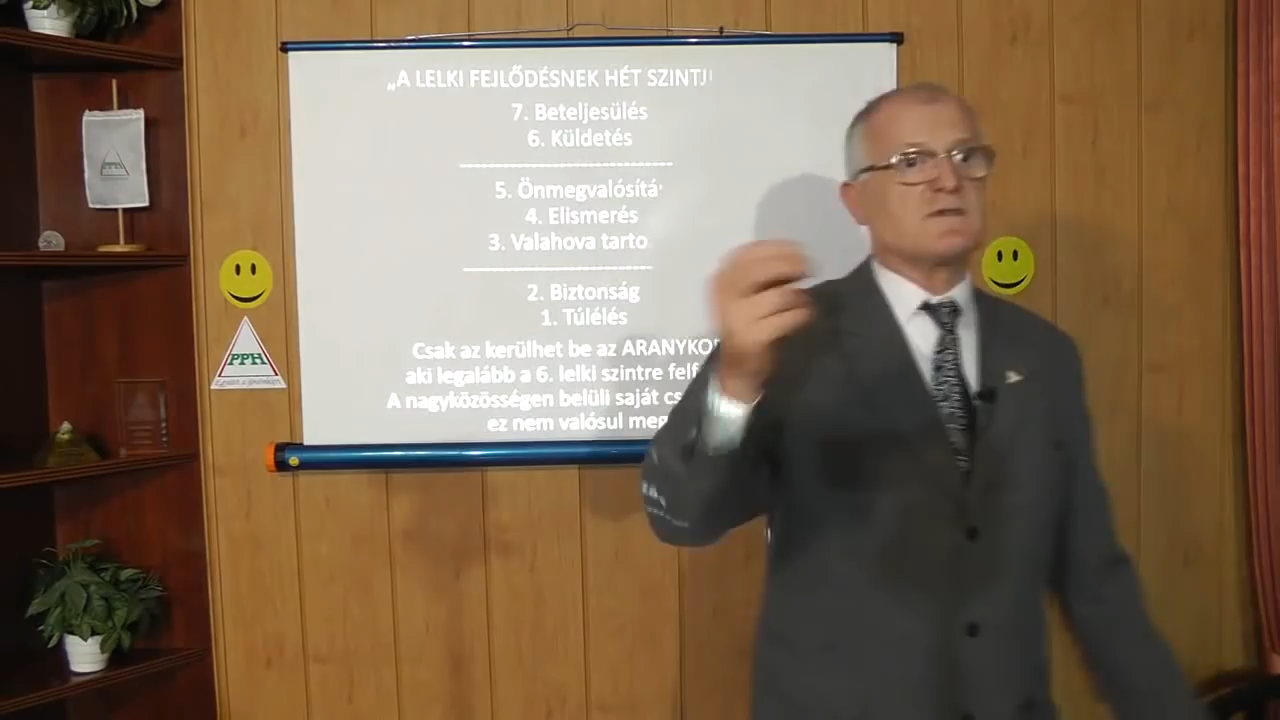 „A LELKI FEJLŐDÉSNEK HÉT SZINTJ
7. Beteljesülés
6. Küldetés
5. Önmegvalósítá
4. Elismerés
3. Valahova tarto
2. Biztonság
1. Túlélés
Csak az kerülhet be az ARANYKO
aki legalább a 6. lelki szintre felf
A nagyközösségen belüli saját cs
ez nem valósul meg
PPH